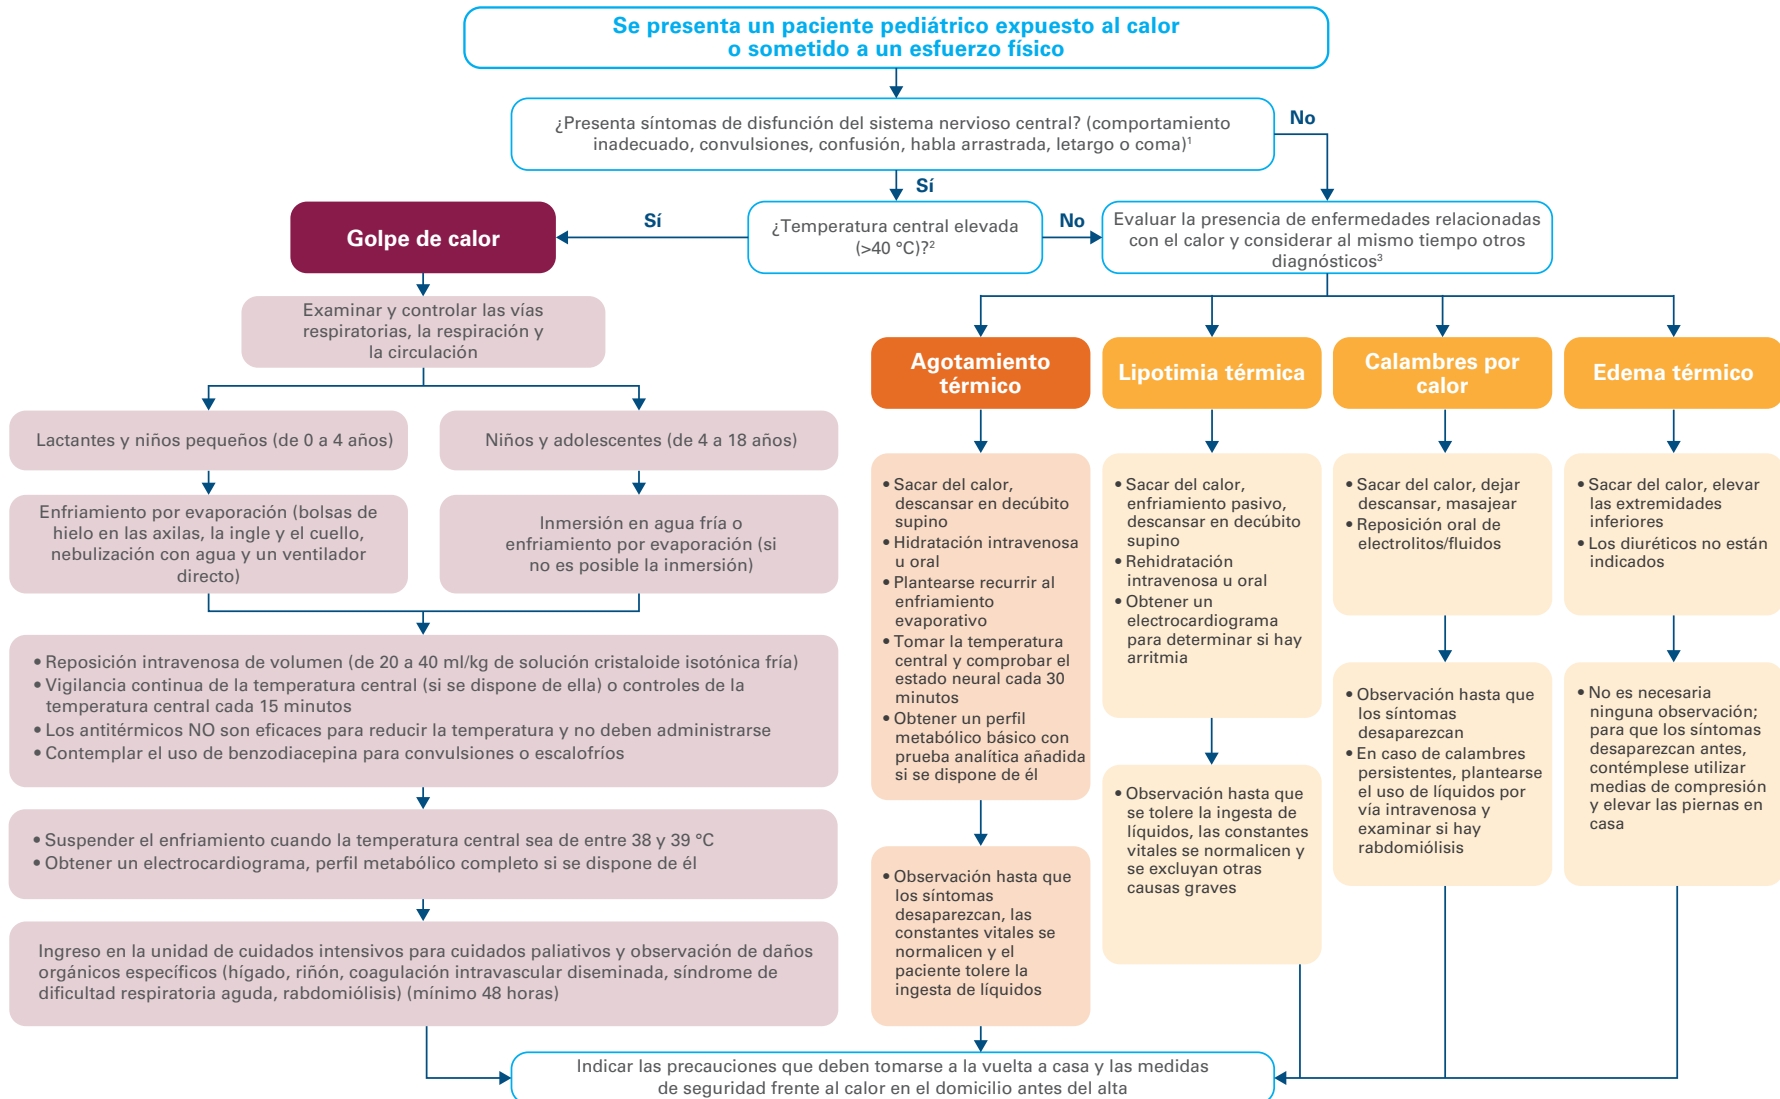 Se presenta un paciente pediátrico expuesto al calor
o sometido a un esfuerzo físico
¿Presenta síntomas de disfunción del sistema nervioso central? (comportamiento
inadecuado, convulsiones, confusión, habla arrastrada, letargo o coma)¹
No
Sí
Golpe de calor
Sí
¿Temperatura central elevada
(>40 °C)?²
No
Evaluar la presencia de enfermedades relacionadas
con el calor y considerar al mismo tiempo otros
diagnósticos³
Examinar y controlar las vías
respiratorias, la respiración y
la circulación
Lactantes y niños pequeños (de 0 a 4 años)
Niños y adolescentes (de 4 a 18 años)
Enfriamiento por evaporación (bolsas de
hielo en las axilas, la ingle y el cuello,
nebulización con agua y un ventilador
directo)
Inmersión en agua fría o
enfriamiento por evaporación (si
no es posible la inmersión)
• Reposición intravenosa de volumen (de 20 a 40 ml/kg de solución cristaloide isotónica fría)
• Vigilancia continua de la temperatura central (si se dispone de ella) o controles de la
temperatura central cada 15 minutos
• Los antitérmicos NO son eficaces para reducir la temperatura y no deben administrarse
• Contemplar el uso de benzodiacepina para convulsiones o escalofríos
• Suspender el enfriamiento cuando la temperatura central sea de entre 38 y 39 °C
• Obtener un electrocardiograma, perfil metabólico completo si se dispone de él
Ingreso en la unidad de cuidados intensivos para cuidados paliativos y observación de daños
orgánicos específicos (hígado, riñón, coagulación intravascular diseminada, síndrome de
dificultad respiratoria aguda, rabdomiólisis) (mínimo 48 horas)
Agotamiento
térmico
• Sacar del calor,
descansar en decúbito
supino
• Hidratación intravenosa
u oral
• Plantearse recurrir al
enfriamiento
evaporativo
• Tomar la temperatura
central y comprobar el
estado neural cada 30
minutos
• Obtener un perfil
metabólico básico con
prueba analítica añadida
si se dispone de él
• Observación hasta que
los síntomas
desaparezcan, las
constantes vitales se
normalicen y el
paciente tolere la
ingesta de líquidos
Lipotimia térmica
• Sacar del calor,
enfriamiento pasivo,
descansar en decúbito
supino
• Rehidratación
intravenosa u oral
• Obtener un
electrocardiograma
para determinar si hay
arritmia
• Observación hasta que
se tolere la ingesta de
líquidos, las constantes
vitales se normalicen y
se excluyan otras
causas graves
Calambres por
calor
• Sacar del calor, dejar
descansar, masajear
• Reposición oral de
electrolitos/fluidos
• Observación hasta que
los síntomas
desaparezcan
• En caso de calambres
persistentes, plantearse
el uso de líquidos por
vía intravenosa y
examinar si hay
rabdomiólisis
Edema térmico
• Sacar del calor, elevar
las extremidades
inferiores
• Los diuréticos no están
indicados
• No es necesaria
ninguna observación;
para que los síntomas
desaparezcan antes,
contémplese utilizar
medias de compresión
y elevar las piernas en
casa
Indicar las precauciones que deben tomarse a la vuelta a casa y las medidas
de seguridad frente al calor en el domicilio antes del alta